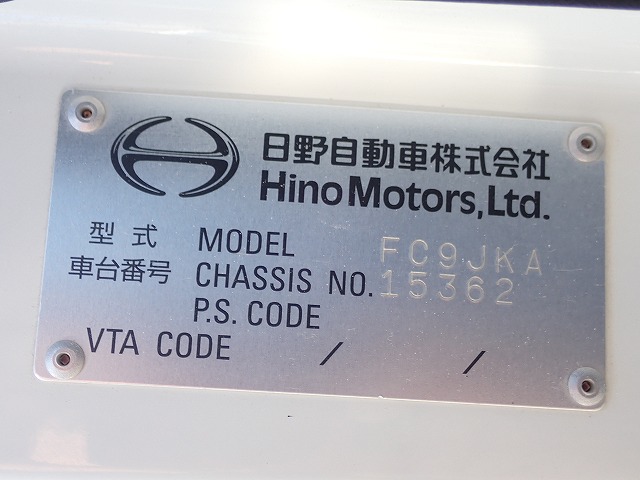 日野自動車株式会社
Hino Motors, Ltd.
型式 MODEL FC9JKA
車台番号 CHASSIS NO. 15362
P.S. CODE
VTA CODE / /